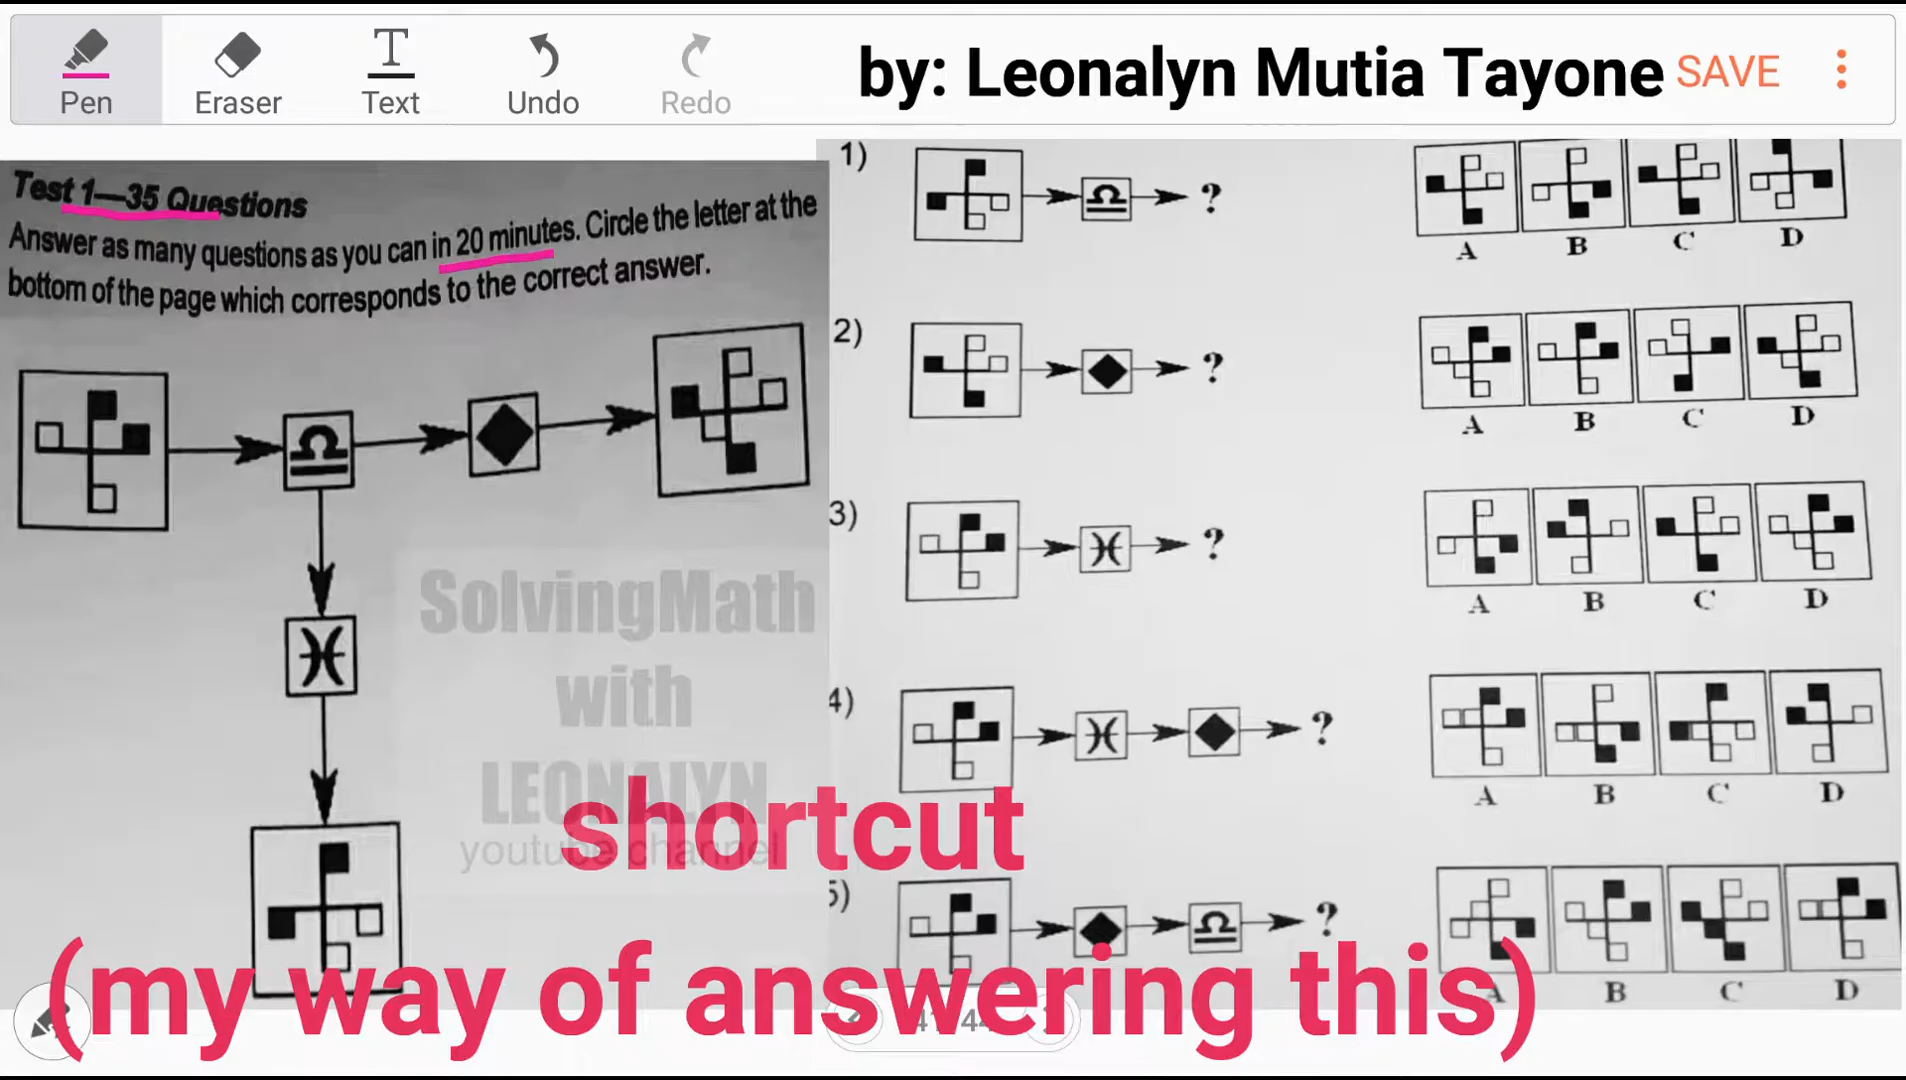 Pen
Eraser
T
Text
Undo
Redo
by: Leonalyn Mutia Tayone
SAVE
Test 1—35 Questions
Answer as many questions as you can in 20 minutes. Circle the letter at the
bottom of the page which corresponds to the correct answer.
SolvingMath
with
LEONALYN
youtube channel
1)
?
A B C D
2)
?
A B C D
3)
?
A B C D
4)
?
A B C D
5)
?
A B C D
shortcut
(my way of answering this)